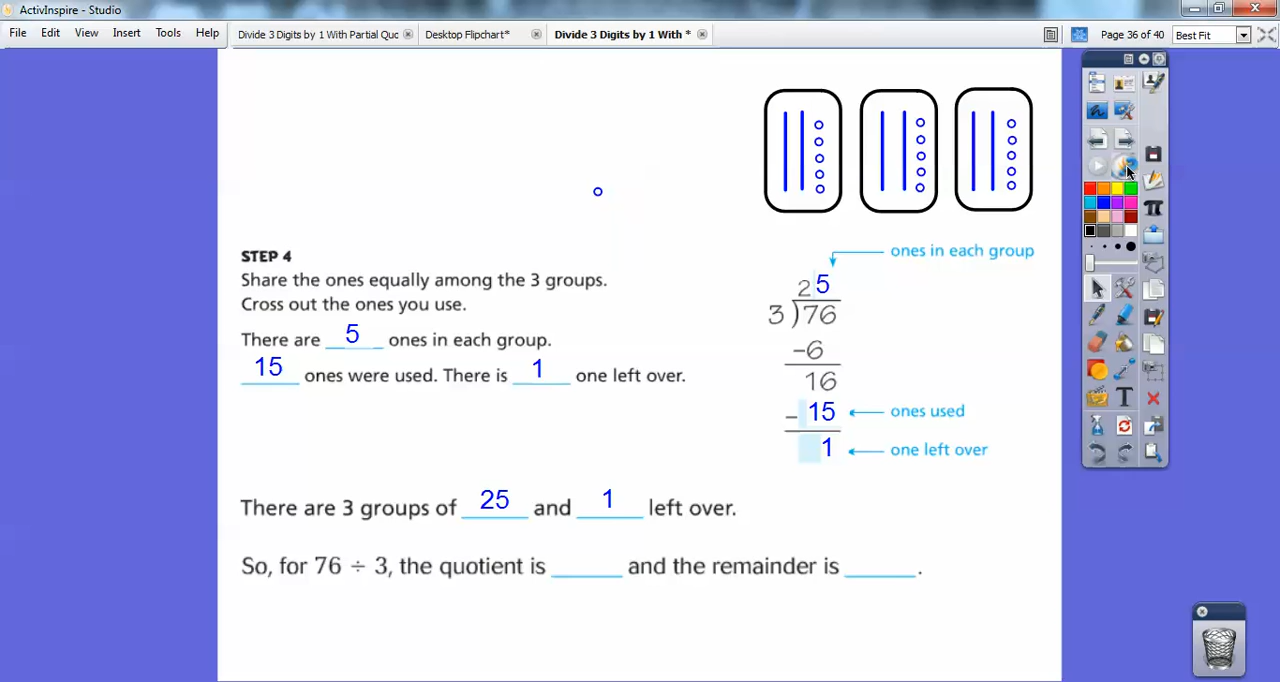 ActivInspire - Studio
File Edit View Insert Tools Help
Divide 3 Digits by 1 With Partial Quc
Desktop Flipchart*
Divide 3 Digits by 1 With *
Page 36 of 40
Best Fit
STEP 4
Share the ones equally among the 3 groups.
Cross out the ones you use.
There are 5 ones in each group.
15 ones were used. There is 1 one left over.
ones in each group
25
3)76
-6
16
-15 ones used
1 one left over
There are 3 groups of 25 and 1 left over.
So, for 76 ÷ 3, the quotient is ______ and the remainder is ______.